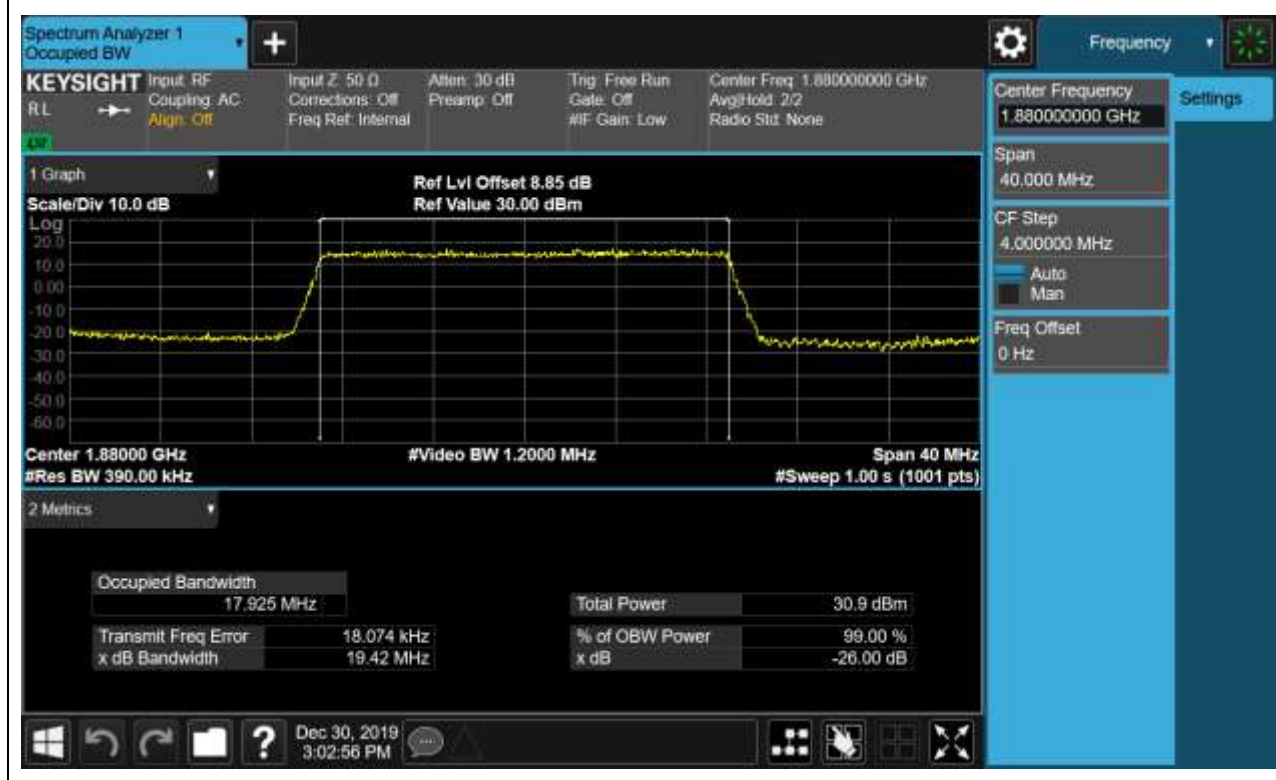 Spectrum Analyzer 1
Occupied BW
+
Frequency
KEYSIGHT
RL
Input: RF
Coupling: AC
Align: Off
Input Z: 50 Ω
Corrections: Off
Freq Ref: Internal
Atten: 30 dB
Preamp: Off
Trig: Free Run
Gate: Off
#IF Gain: Low
Center Freq: 1.880000000 GHz
Avg|Hold: 2/2
Radio Std: None
Center Frequency
1.880000000 GHz
Settings
Span
40.000 MHz
CF Step
4.000000 MHz
Auto
Man
Freq Offset
0 Hz
1 Graph
Scale/Div 10.0 dB
Ref Lvl Offset 8.85 dB
Ref Value 30.00 dBm
Log
20.0
10.0
0.00
-10.0
-20.0
-30.0
-40.0
-50.0
-60.0
Center 1.88000 GHz
#Video BW 1.2000 MHz
Span 40 MHz
#Res BW 390.00 kHz
#Sweep 1.00 s (1001 pts)
2 Metrics
Occupied Bandwidth
17.925 MHz
Total Power 30.9 dBm
Transmit Freq Error 18.074 kHz
% of OBW Power 99.00 %
x dB Bandwidth 19.42 MHz
x dB -26.00 dB
?
Dec 30, 2019
3:02:56 PM